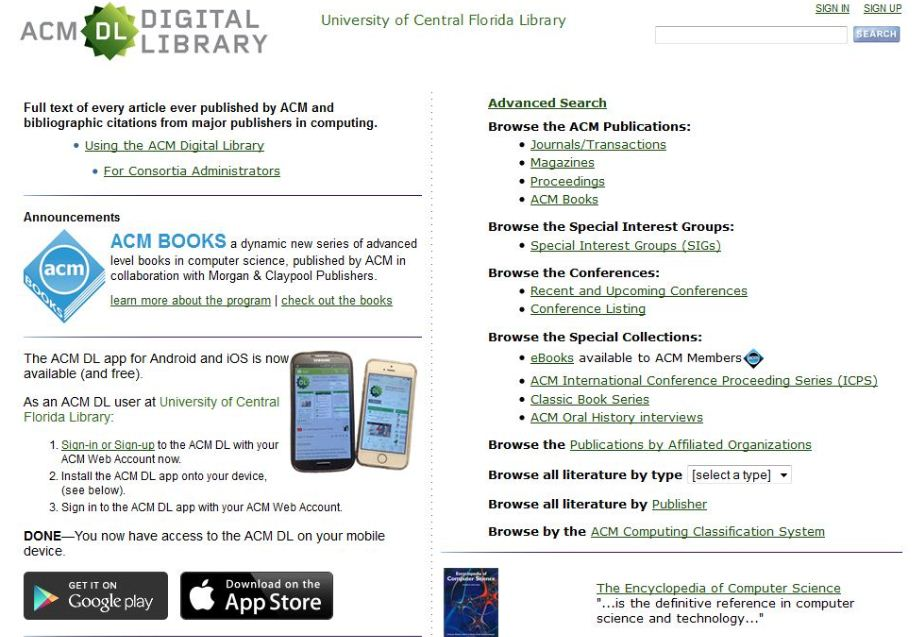 ACM DL DIGITAL LIBRARY
University of Central Florida Library
SIGN IN SIGN UP
SEARCH
Full text of every article ever published by ACM and
bibliographic citations from major publishers in computing.
Using the ACM Digital Library
For Consortia Administrators
Announcements
acm
BOOKS
ACM BOOKS a dynamic new series of advanced
level books in computer science, published by ACM in
collaboration with Morgan & Claypool Publishers.
learn more about the program | check out the books
The ACM DL app for Android and iOS is now
available (and free).
As an ACM DL user at University of Central
Florida Library:
1. Sign-in or Sign-up to the ACM DL with your
ACM Web Account now.
2. Install the ACM DL app onto your device,
(see below).
3. Sign in to the ACM DL app with your ACM Web Account.
DONE—You now have access to the ACM DL on your mobile
device.
GET IT ON
Google play
Download on the
App Store
Advanced Search
Browse the ACM Publications:
Journals/Transactions
Magazines
Proceedings
ACM Books
Browse the Special Interest Groups:
Special Interest Groups (SIGs)
Browse the Conferences:
Recent and Upcoming Conferences
Conference Listing
Browse the Special Collections:
eBooks available to ACM Members
ACM International Conference Proceeding Series (ICPS)
Classic Book Series
ACM Oral History interviews
Browse the Publications by Affiliated Organizations
Browse all literature by type [select a type]
Browse all literature by Publisher
Browse by the ACM Computing Classification System
Encyclopedia of
Computer Science
The Encyclopedia of Computer Science
"...is the definitive reference in computer
science and technology..."